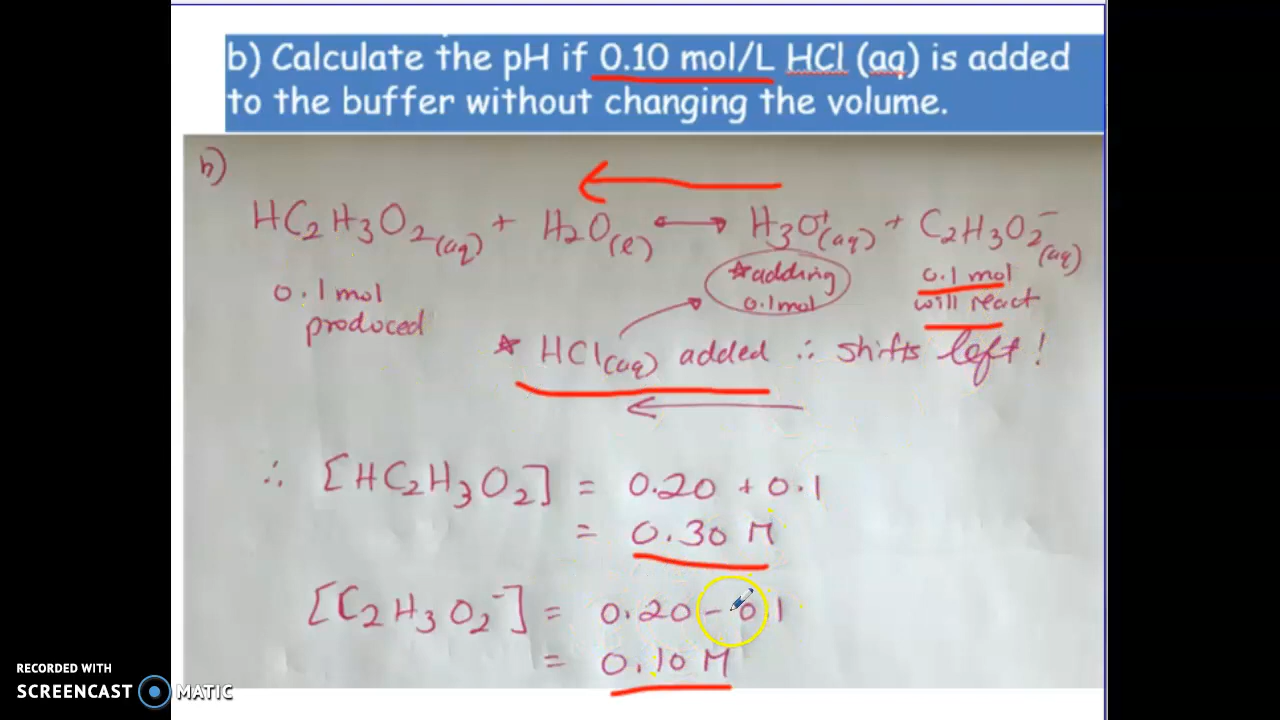 b) Calculate the pH if 0.10 mol/L HCl (aq) is added
to the buffer without changing the volume.
b)
HC₂H₃O₂(aq) + H₂O(l) ⟷ H₃O⁺(aq) + C₂H₃O₂⁻(aq)
0.1 mol
produced
*adding
0.1mol
0.1 mol
will react
* HCl(aq) added ∴ shifts left!
←
∴ [HC₂H₃O₂] = 0.20 + 0.1
= 0.30 M
[C₂H₃O₂⁻] = 0.20 - 0.1
= 0.10 M
RECORDED WITH
SCREENCAST MATIC